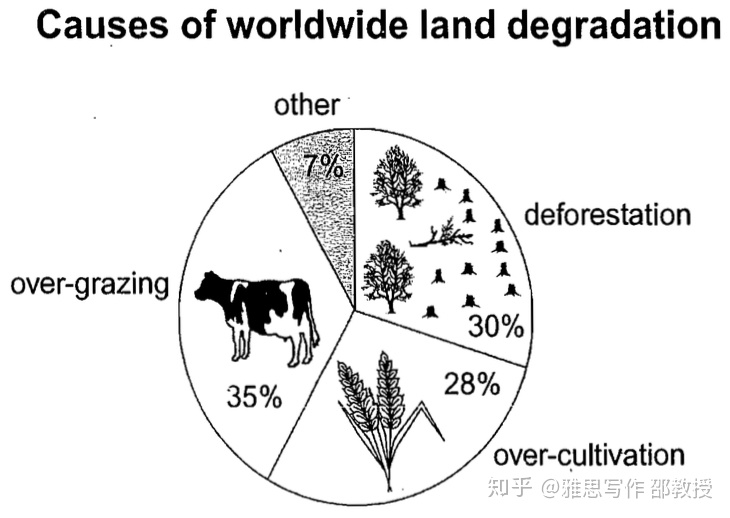 Causes of worldwide land degradation
other
7%
deforestation
over-grazing
30%
28%
35%
over-cultivation
知乎 @雅思写作 邵教授